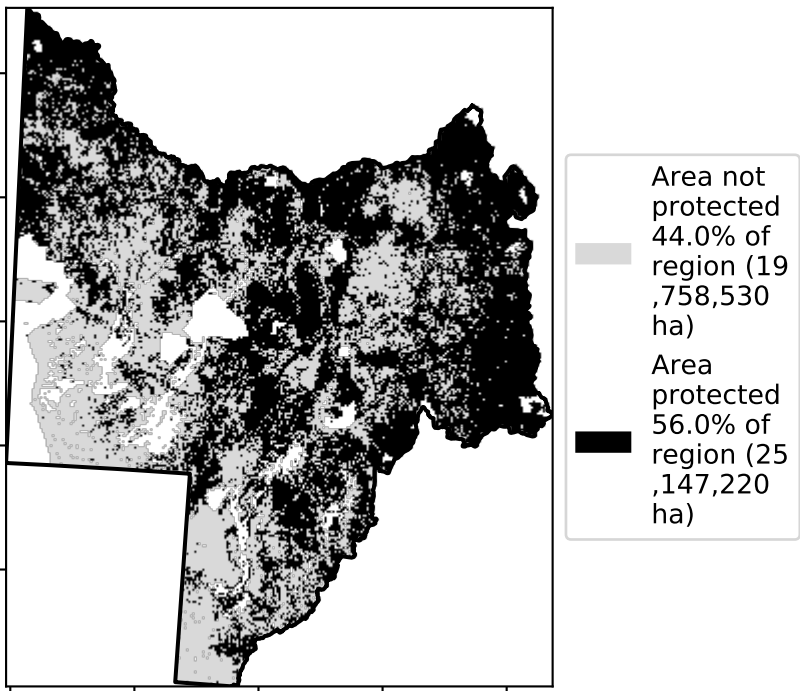 Area not
protected
44.0% of
region (19
,758,530
ha)
Area
protected
56.0% of
region (25
,147,220
ha)